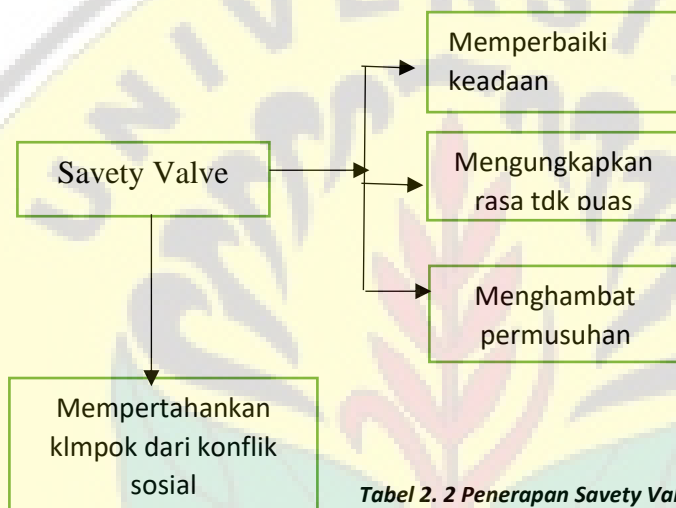 UNIVERSI
Memperbaiki
keadaan
Savety Valve
Mengungkapkan
rasa tdk puas
Menghambat
permusuhan
Mempertahankan
klmpok dari konflik
sosial
Tabel 2. 2 Penerapan Savety Val